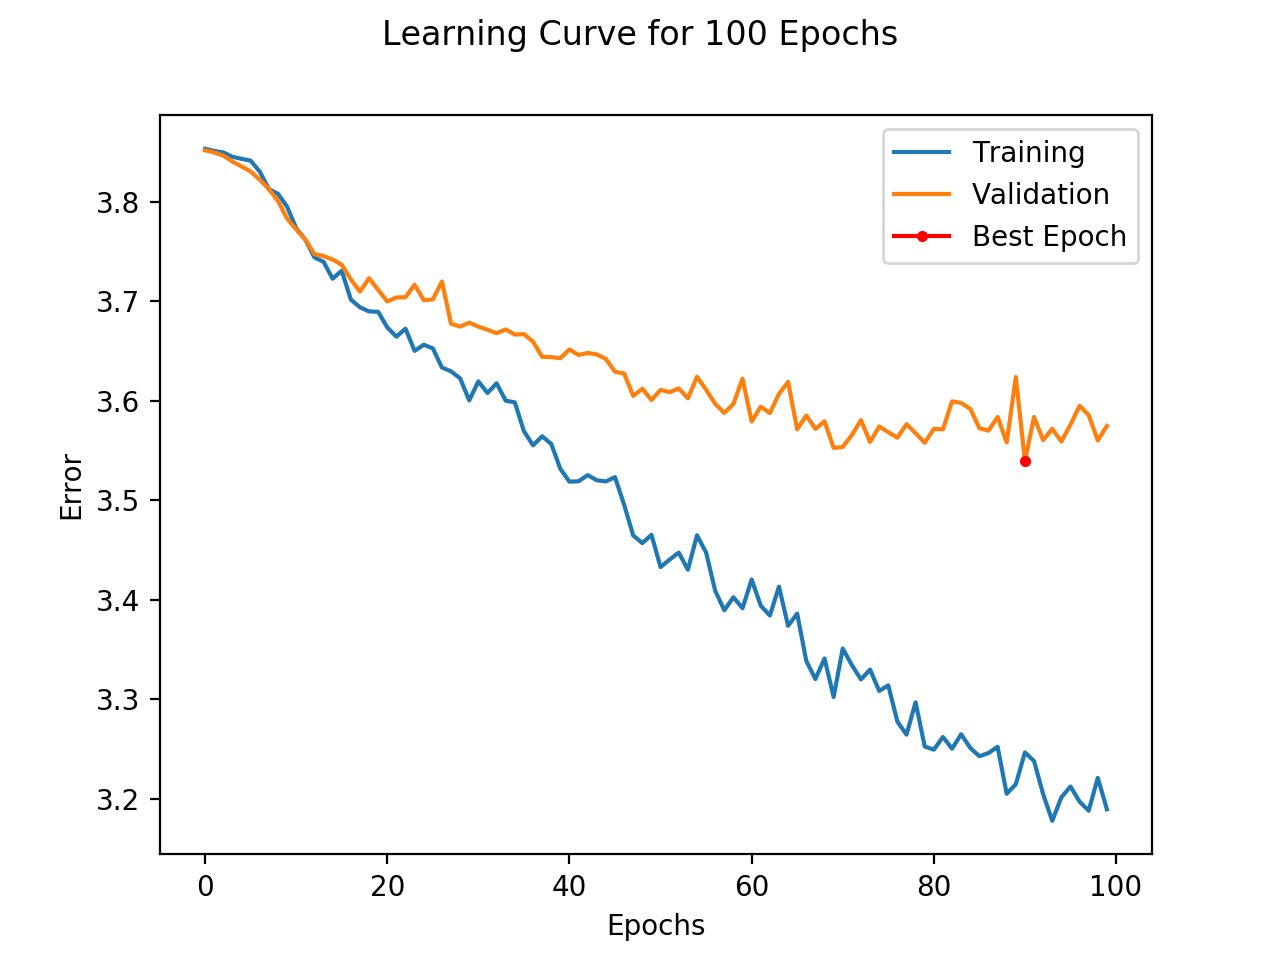 Learning Curve for 100 Epochs
Training
Validation
Best Epoch
3.8
3.7
3.6
3.5
3.4
3.3
3.2
Error
0 20 40 60 80 100
Epochs